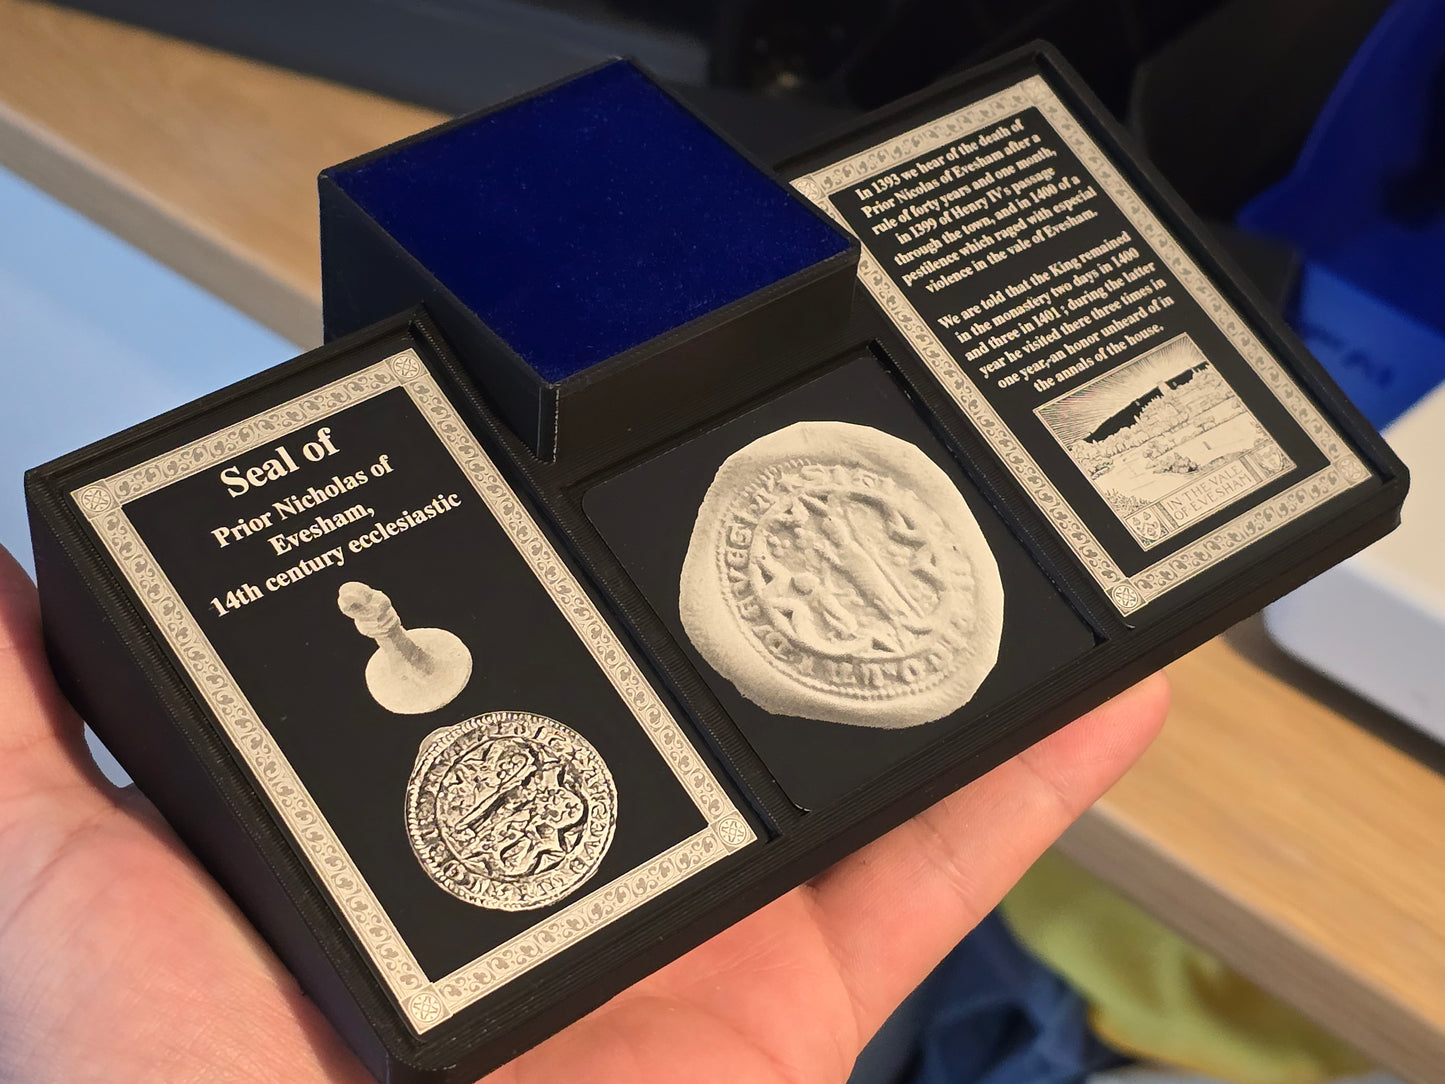 Seal of
Prior Nicholas of
Evesham,
14th century ecclesiastic
In 1393 we hear of the death of
Prior Nicolas of Evesham after a
rule of forty years and one month,
in 1399 of Henry IV's passage
through the town, and in 1400 of a
pestilence which raged with especial
violence in the vale of Evesham.
We are told that the King remained
in the monastery two days in 1400
and three in 1401 ; during the latter
year he visited there three times in
one year, an honor unheard of in
the annals of the house.
IN THE VALE
OF EVESHAM